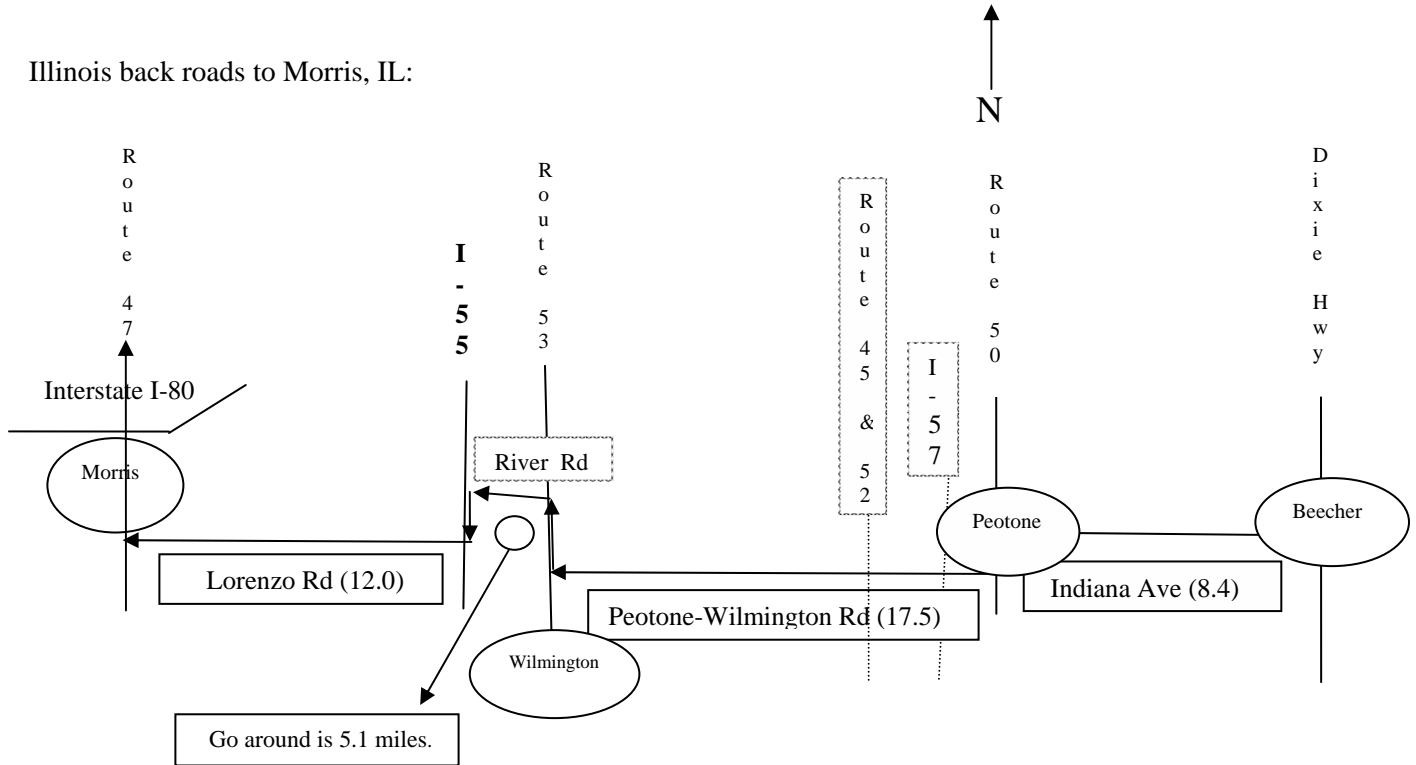 Illinois back roads to Morris, IL:
N
Route 47
I-55
Route 53
Route 45 & 52
I-57
Route 50
Dixie Hwy
Interstate I-80
Morris
River Rd
Peotone
Beecher
Lorenzo Rd (12.0)
Peotone-Wilmington Rd (17.5)
Indiana Ave (8.4)
Wilmington
Go around is 5.1 miles.